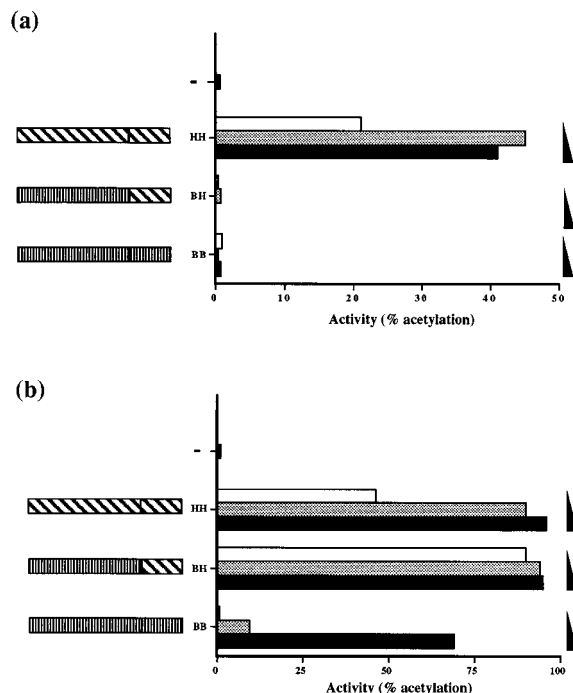 (a)
-
HH
BH
BB
0 10 20 30 40 50
Activity (% acetylation)
(b)
-
HH
BH
BB
0 25 50 75 100
Activity (% acetylation)